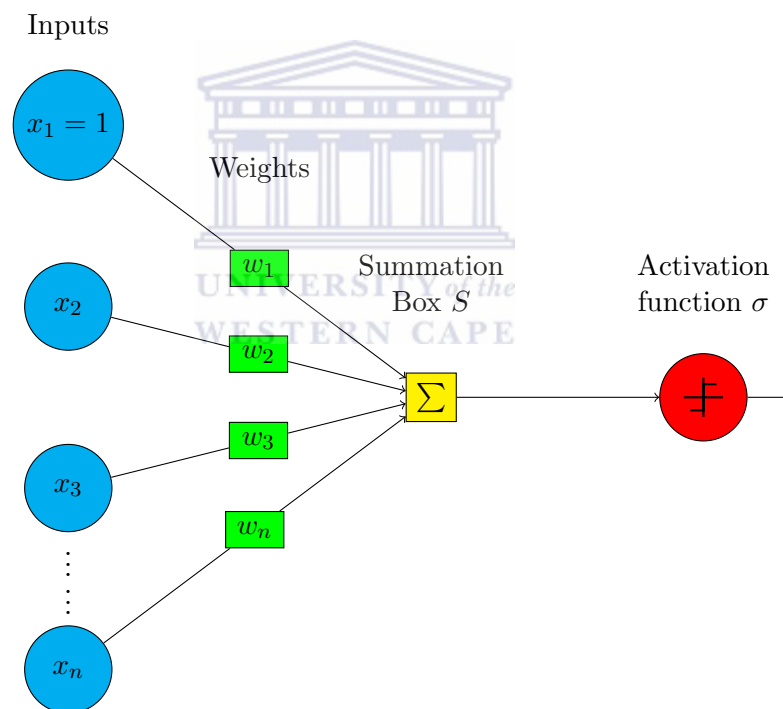 Inputs
x₁ = 1
Weights
w₁
Summation
Box S
Activation
function σ
UNIVERSITY of the
WESTERN CAPE
x₂
w₂
∑
w₃
x₃
wₙ
xₙ